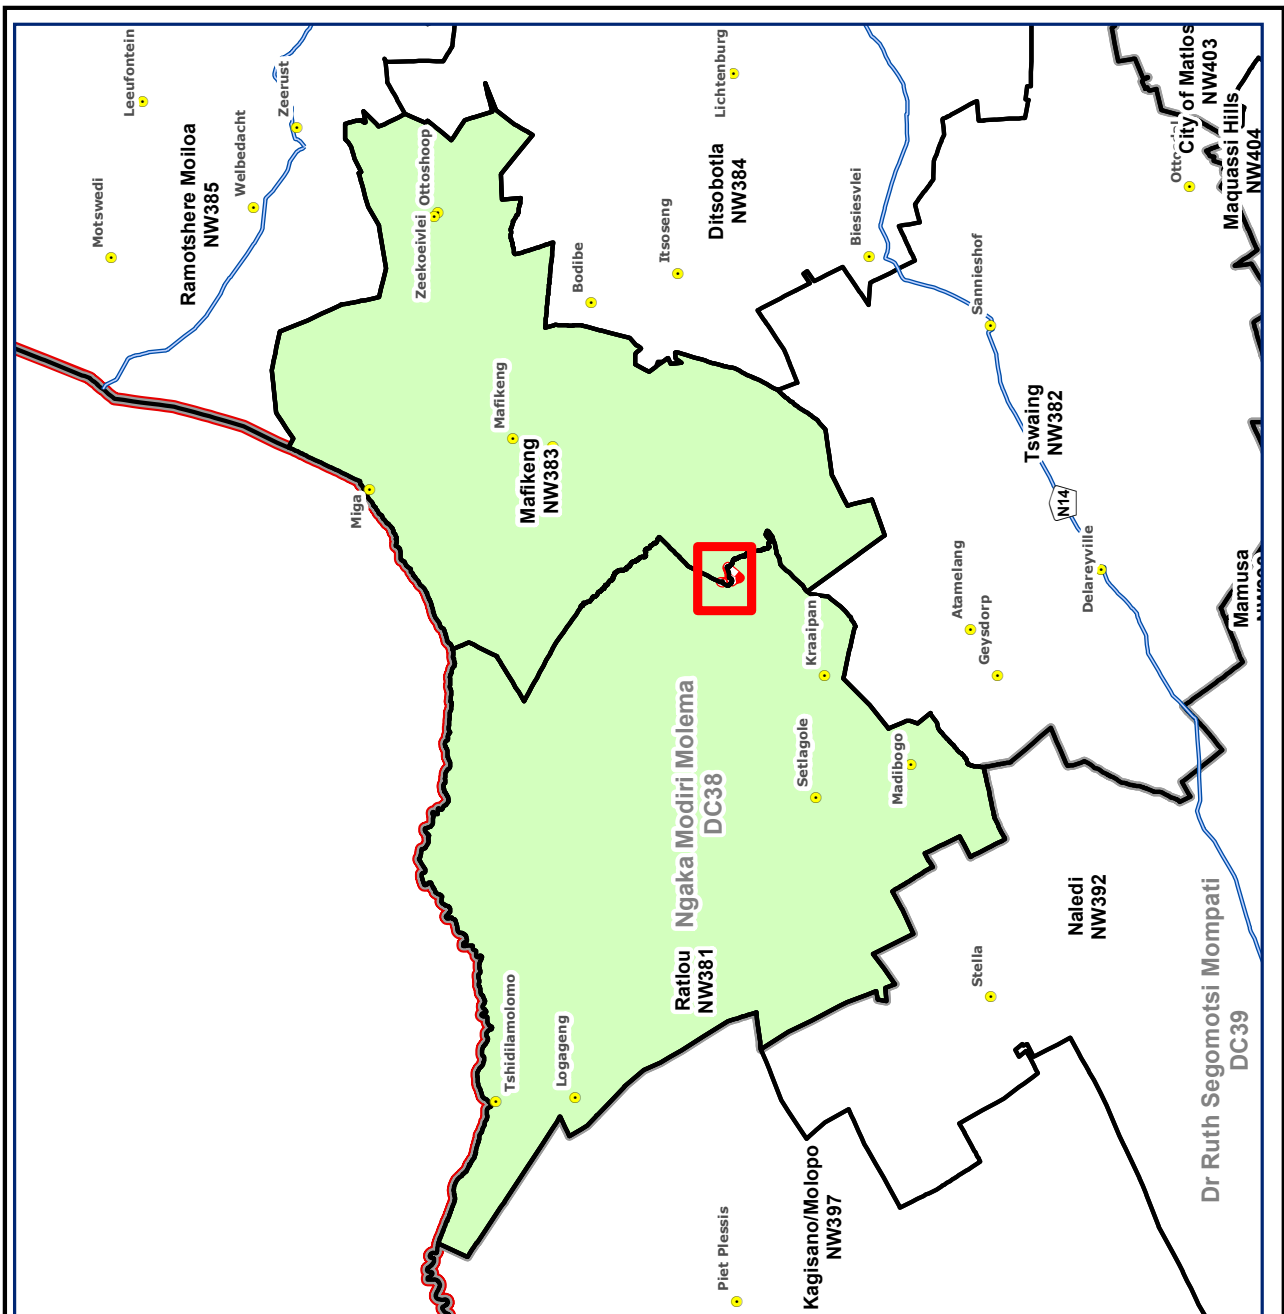 Leeufontein
Zeerust
Welbedacht
Motswedi
Ramotshere Moiloa
NW385
Ottoshoop
Zeekoeivlei
Lichtenburg
Ditsobotla
NW384
Itsoseng
Bodibe
Biesiesvlei
Sannieshof
City of Matlos
NW403
Maquassi Hills
NW404
Mafikeng
Mafikeng
NW383
Miga
Tswaing
NW382
N14
Delareyville
Atamelang
Geysdorp
Mamusa
Kraaipan
Setlagole
Madibogo
Ngaka Modiri Molema
DC38
Ratlou
NW381
Tshidilamolomo
Logageng
Naledi
NW392
Stella
Dr Ruth Segomotsi Mompati
DC39
Kagisano/Molopo
NW397
Piet Plessis